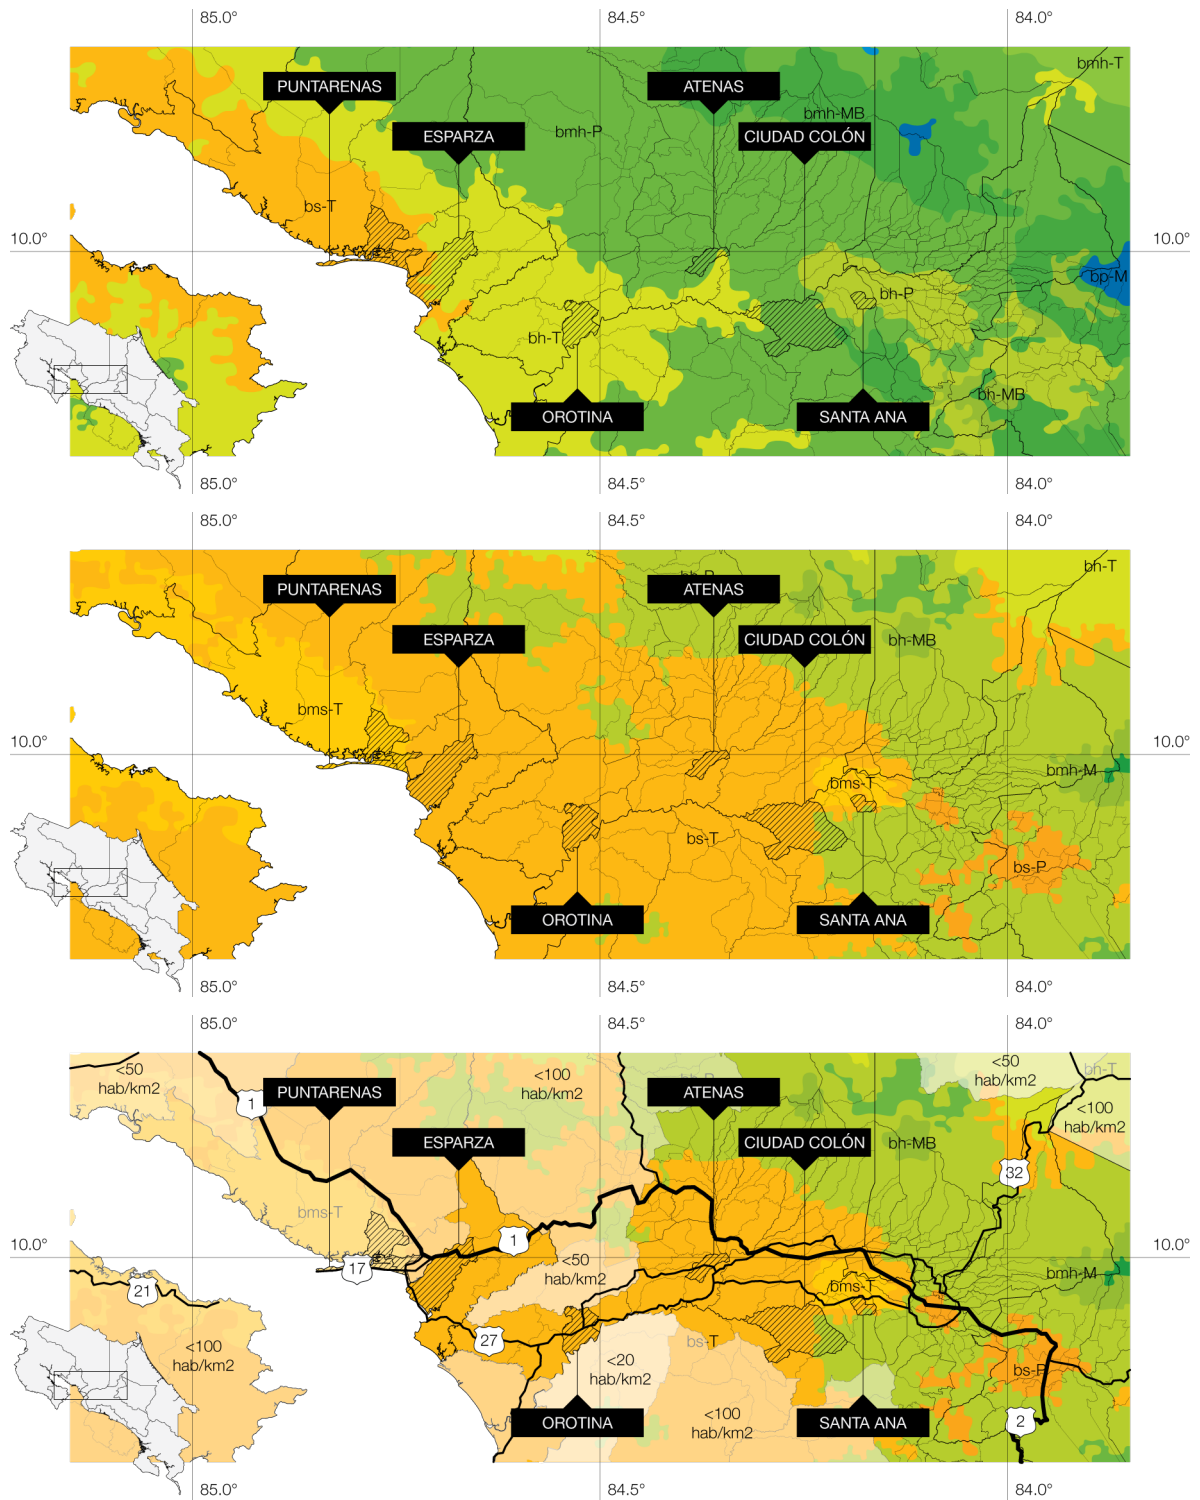 85.0°
84.5°
84.0°
bmh-T
PUNTARENAS
ATENAS
bmh-MB
bmh-P
ESPARZA
CIUDAD COLÓN
bs-T
10.0°
10.0°
bp-M
bh-P
bh-T
bh-MB
OROTINA
SANTA ANA
85.0°
84.5°
84.0°
85.0°
84.5°
84.0°
bh-T
bh-P
PUNTARENAS
ATENAS
ESPARZA
CIUDAD COLÓN
bh-MB
bms-T
10.0°
10.0°
bmh-M
bms-T
bs-T
bs-P
OROTINA
SANTA ANA
85.0°
84.5°
84.0°
85.0°
84.5°
84.0°
<50
hab/km2
<100
hab/km2
<50
hab/km2
bh-T
bh-P
PUNTARENAS
ATENAS
1
<100
hab/km2
ESPARZA
CIUDAD COLÓN
bh-MB
32
bms-T
1
10.0°
10.0°
17
<50
hab/km2
bmh-M
21
bms-T
27
bs-T
<100
hab/km2
<20
hab/km2
bs-P
OROTINA
<100
hab/km2
SANTA ANA
2
85.0°
84.5°
84.0°